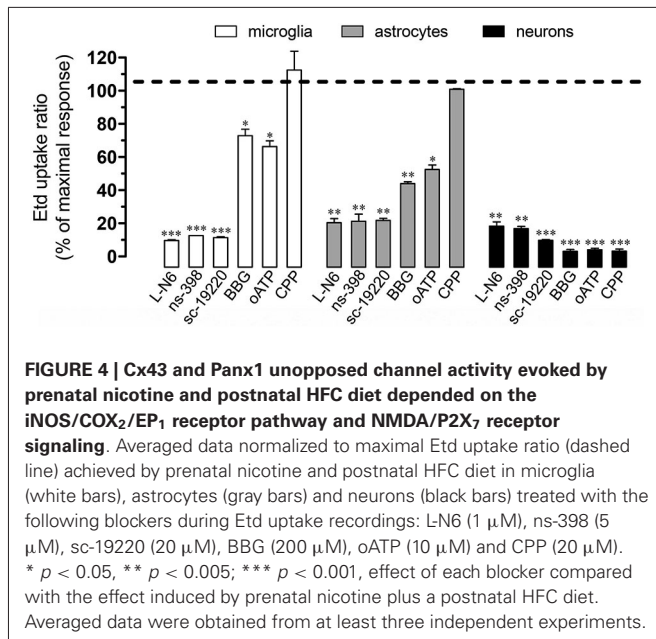 microglia astrocytes neurons
Etd uptake ratio
(% of maximal response)
120
100
80
60
40
20
0
*** *** *** * * ** ** ** ** * ** ** *** *** *** ***
L-N6 ns-398 sc-19220 BBG oATP CPP L-N6 ns-398 sc-19220 BBG oATP CPP L-N6 ns-398 sc-19220 BBG oATP CPP
FIGURE 4 | Cx43 and Panx1 unopposed channel activity evoked by
prenatal nicotine and postnatal HFC diet depended on the
iNOS/COX₂/EP₁ receptor pathway and NMDA/P2X₇ receptor
signaling. Averaged data normalized to maximal Etd uptake ratio (dashed
line) achieved by prenatal nicotine and postnatal HFC diet in microglia
(white bars), astrocytes (gray bars) and neurons (black bars) treated with the
following blockers during Etd uptake recordings: L-N6 (1 μM), ns-398 (5
μM), sc-19220 (20 μM), BBG (200 μM), oATP (10 μM) and CPP (20 μM).
* p < 0.05, ** p < 0.005; *** p < 0.001, effect of each blocker compared
with the effect induced by prenatal nicotine plus a postnatal HFC diet.
Averaged data were obtained from at least three independent experiments.